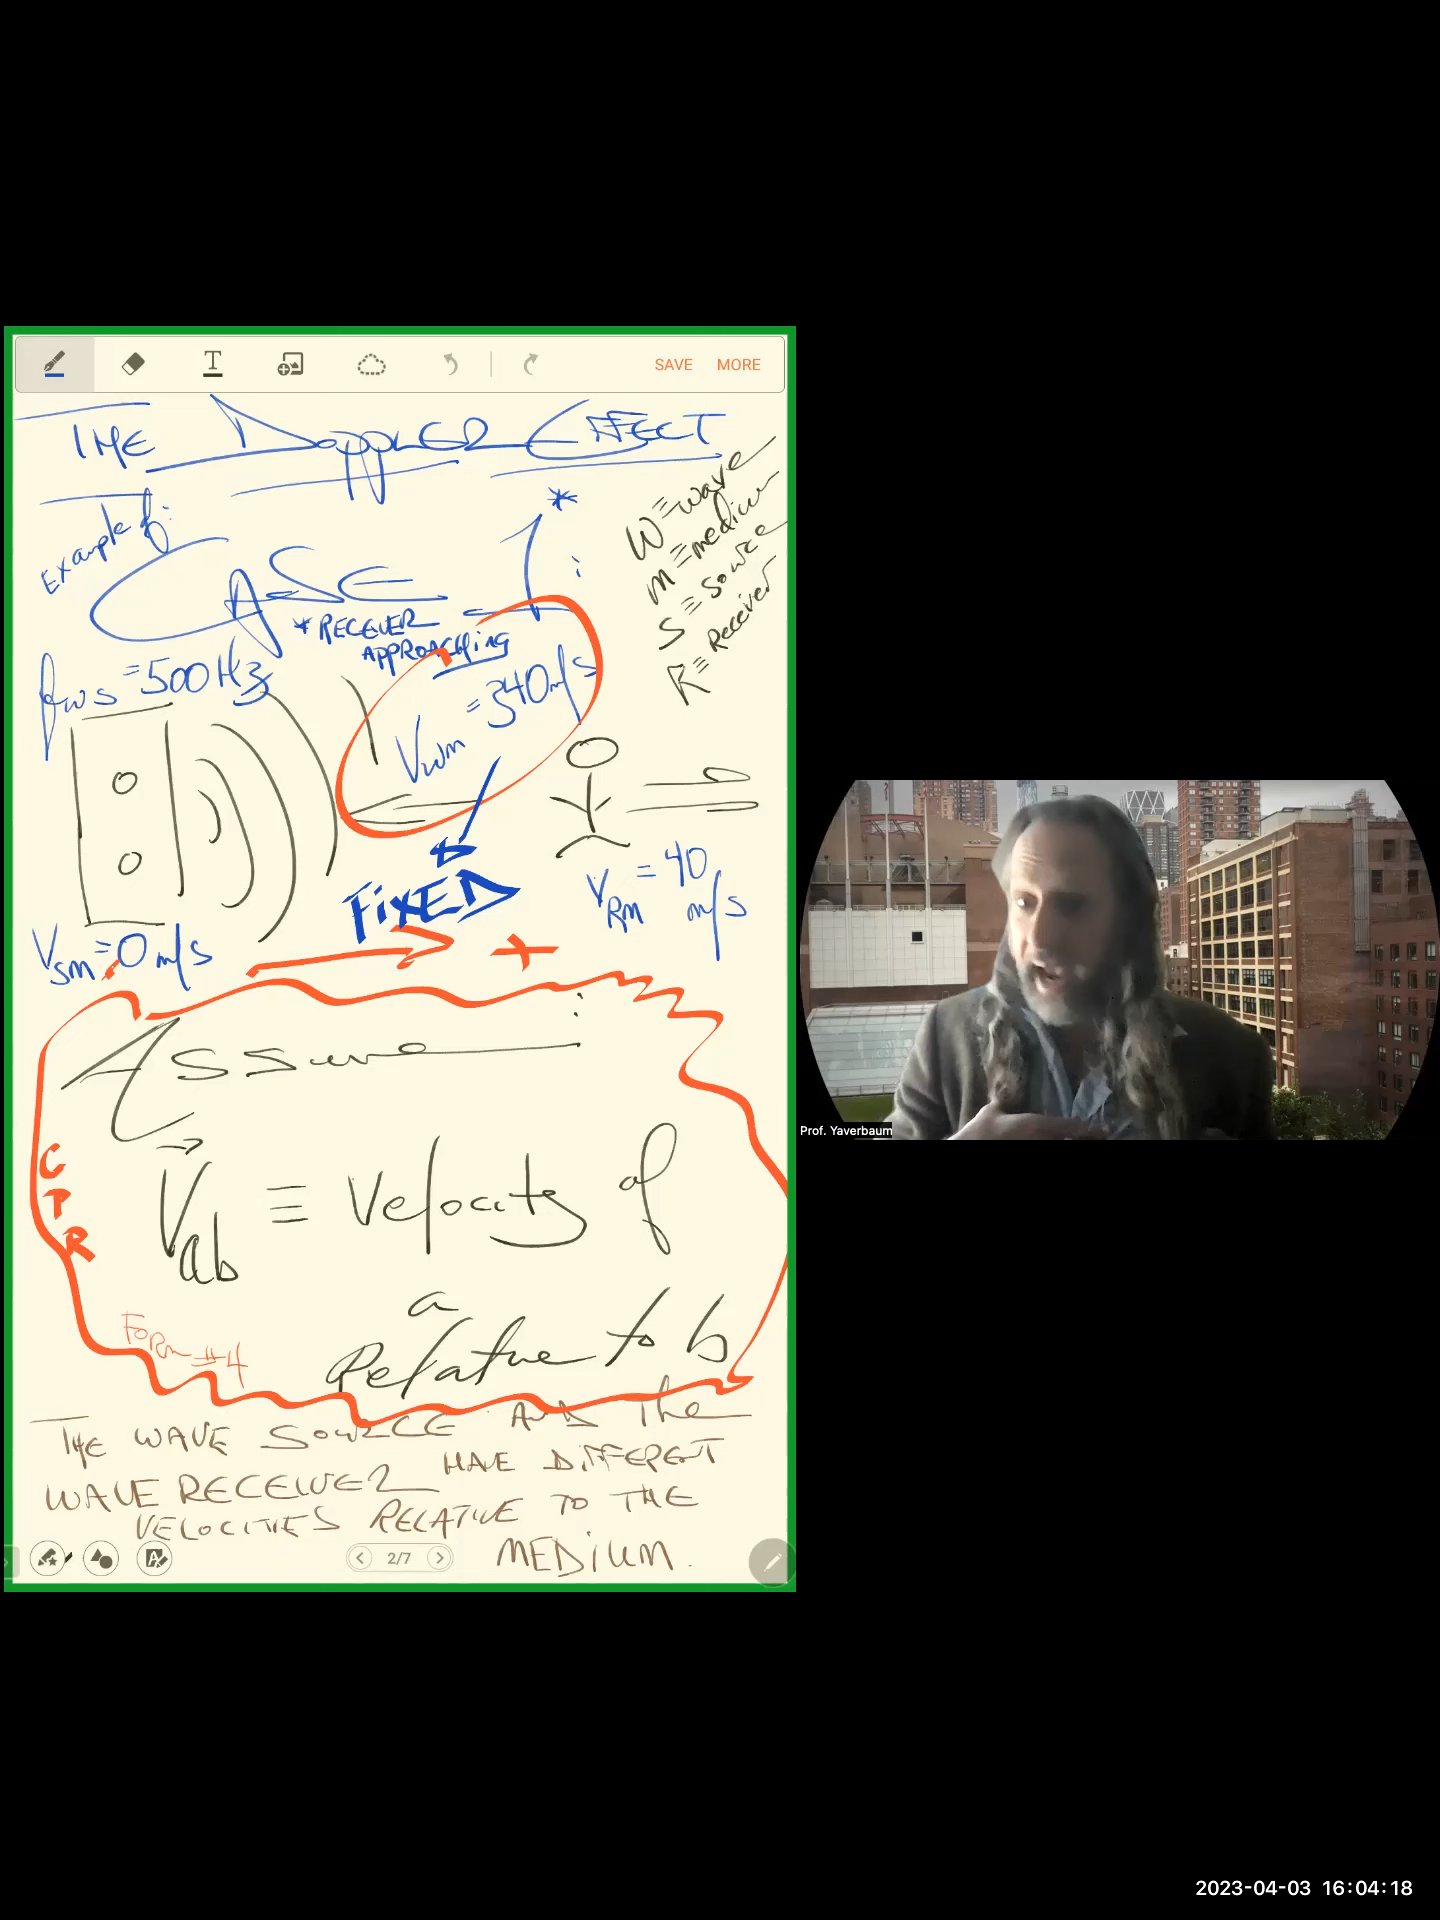 SAVE MORE
THE DOPPLER EFFECT
Example of:
CASE 1* :
* RECEIVER
APPROACHING
W ≡ wave
m ≡ medium
S ≡ Source
R ≡ Receiver
fws = 500 Hz
Vwm = 340 m/s
FIXED
VRm = 40 m/s
Vsm = 0 m/s
+
Assume :
CPR
Vab ≡ Velocity of
a
Relative to b
Form #4
THE WAVE SOURCE AND The
WAVE RECEIVER HAVE DIFFERENT
VELOCITIES RELATIVE TO THE
MEDIUM.
2/7
Prof. Yaverbaum
2023-04-03 16:04:18